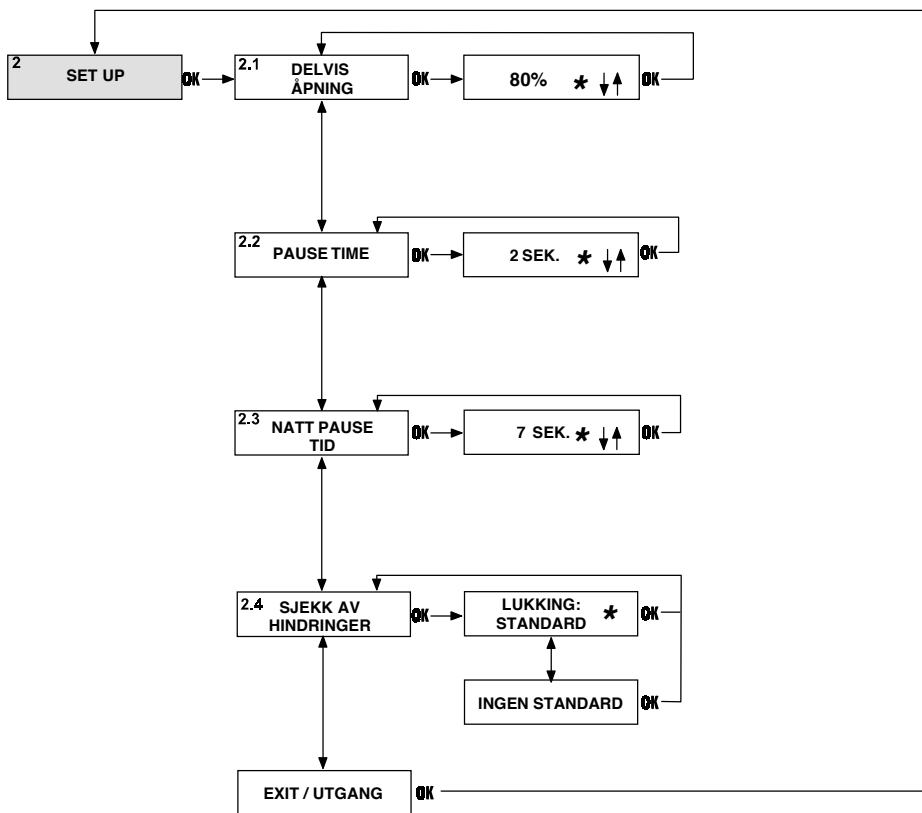 2
SET UP
OK
2.1
DELVIS
ÅPNING
OK
80% * ↓↑
OK
2.2
PAUSE TIME
OK
2 SEK. * ↓↑
OK
2.3
NATT PAUSE
TID
OK
7 SEK. * ↓↑
OK
2.4
SJEKK AV
HINDRINGER
OK
LUKKING:
STANDARD *
OK
INGEN STANDARD
OK
EXIT / UTGANG
OK